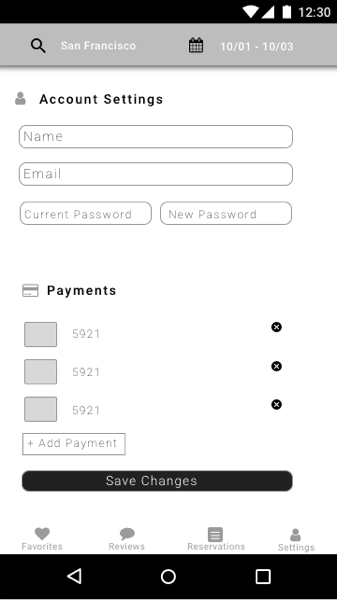 12:30
San Francisco 10/01 - 10/03
Account Settings
Name
Email
Current Password New Password
Payments
5921
5921
5921
+ Add Payment
Save Changes
Favorites Reviews Reservations Settings